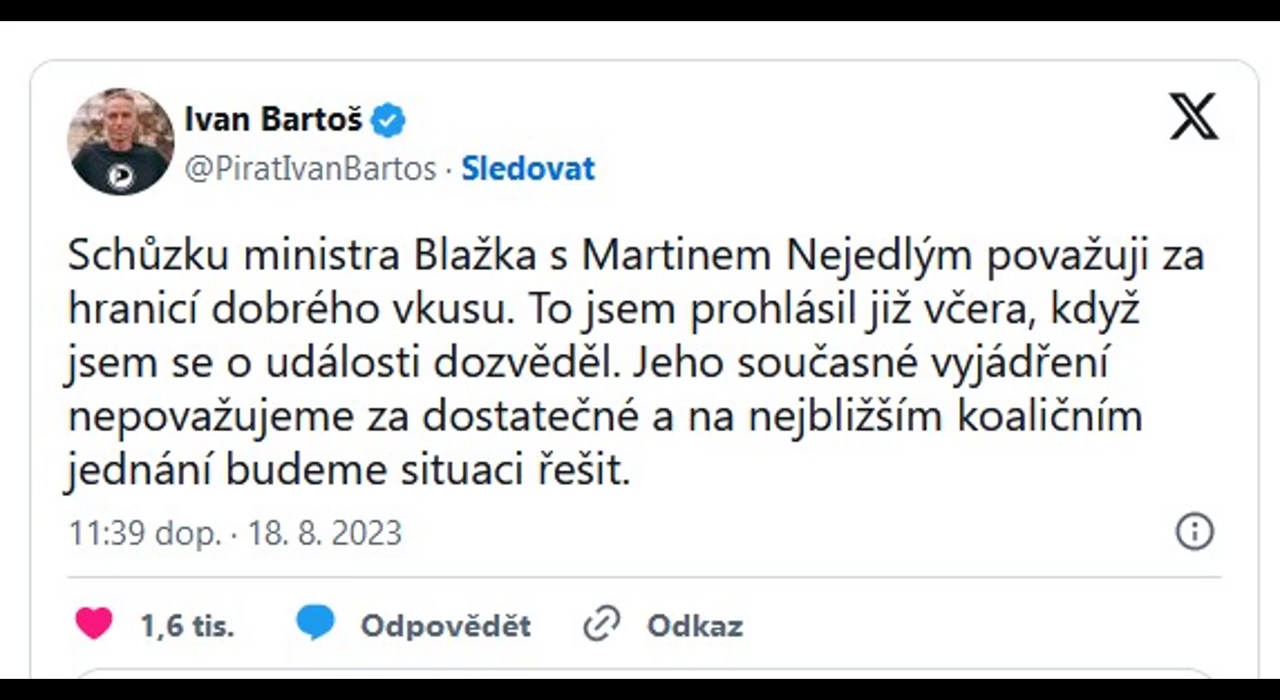 Ivan Bartoš
@PiratIvanBartos · Sledovat
Schůzku ministra Blažka s Martinem Nejedlým považuji za
hranicí dobrého vkusu. To jsem prohlásil již včera, když
jsem se o události dozvěděl. Jeho současné vyjádření
nepovažujeme za dostatečné a na nejbližším koaličním
jednání budeme situaci řešit.
11:39 dop. · 18. 8. 2023
1,6 tis. Odpovědět Odkaz